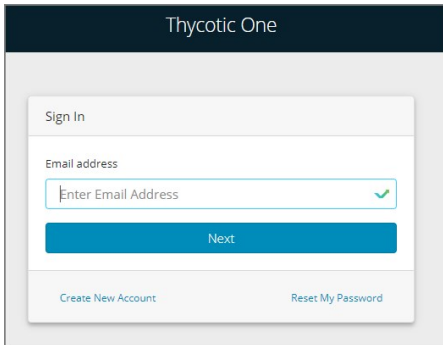 Thycotic One
Sign In
Email address
Enter Email Address
Next
Create New Account Reset My Password